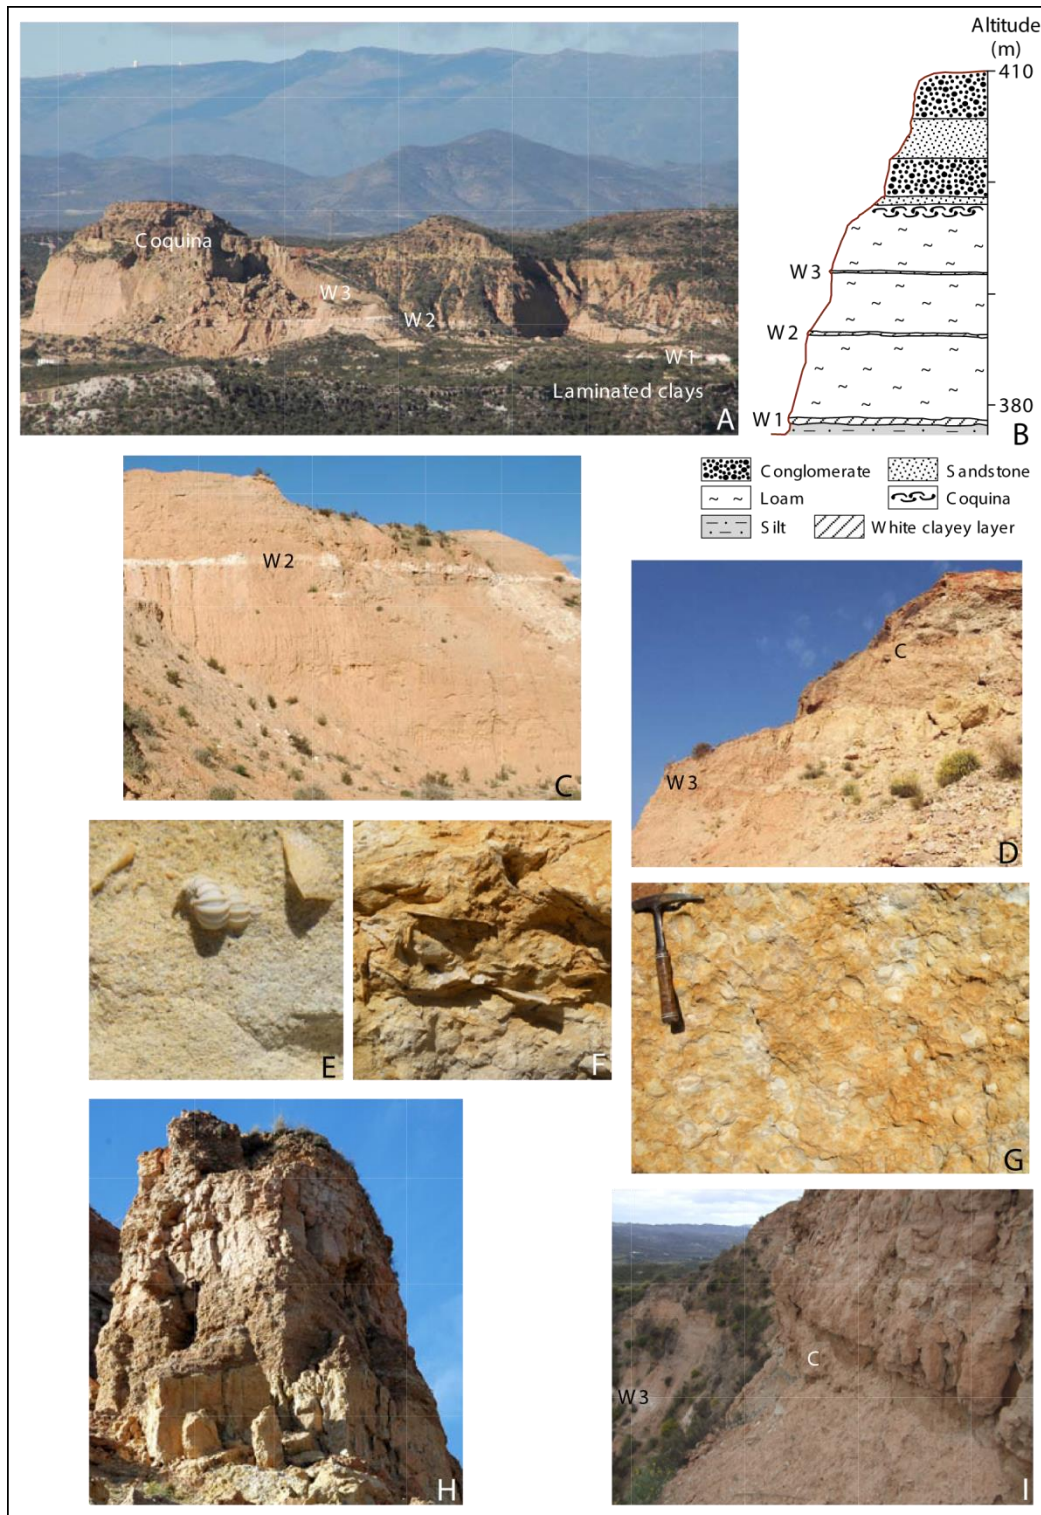 Altitude
(m)
410
Coquina
W3
W2
W1
Laminated clays
A
W3
W2
W1
380
B
Conglomerate
Sandstone
Loam
Coquina
Silt
White clayey layer
W2
C
C
W3
D
E
F
G
H
C
W3
I